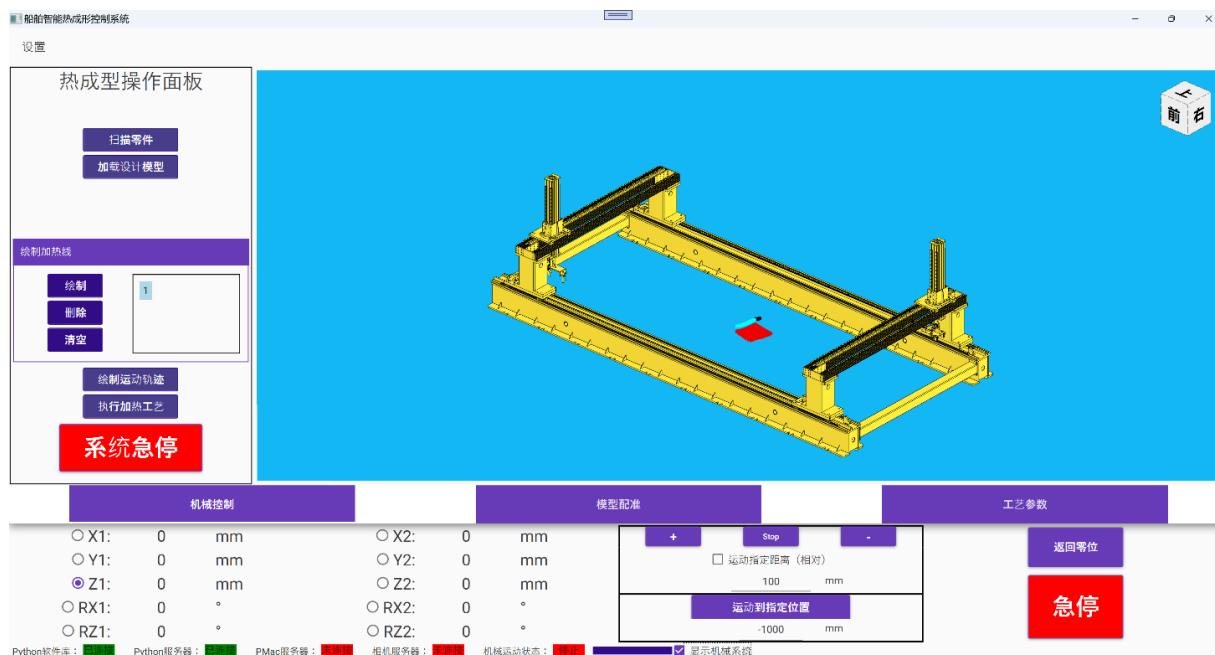 船舶智能热成形控制系统
设置
热成型操作面板
扫描零件
加载设计模型
绘制加热线
绘制
1
删除
清空
绘制运动轨迹
执行加热工艺
系统急停
上
前 右
机械控制 模型配准 工艺参数
X1: 0 mm X2: 0 mm + Stop -
Y1: 0 mm Y2: 0 mm 运动指定距离（相对） 返回零位
Z1: 0 mm Z2: 0 mm 100 mm
RX1: 0 ° RX2: 0 ° 运动到指定位置 急停
RZ1: 0 ° RZ2: 0 ° -1000 mm
Python软件库： 已连接 Python服务器： 已连接 PMac服务器： 未连接 相机服务器： 未连接 机械运动状态： 停止 显示机械系统